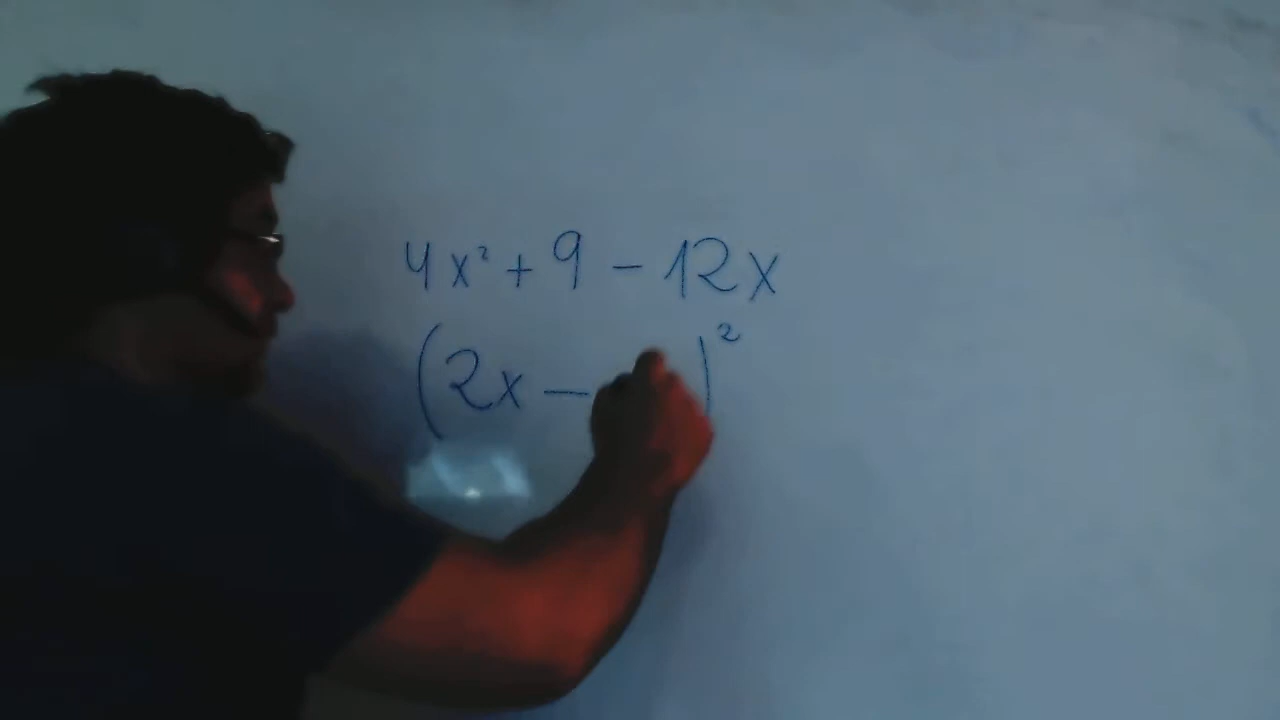 4x² + 9 − 12x
(2x − )²